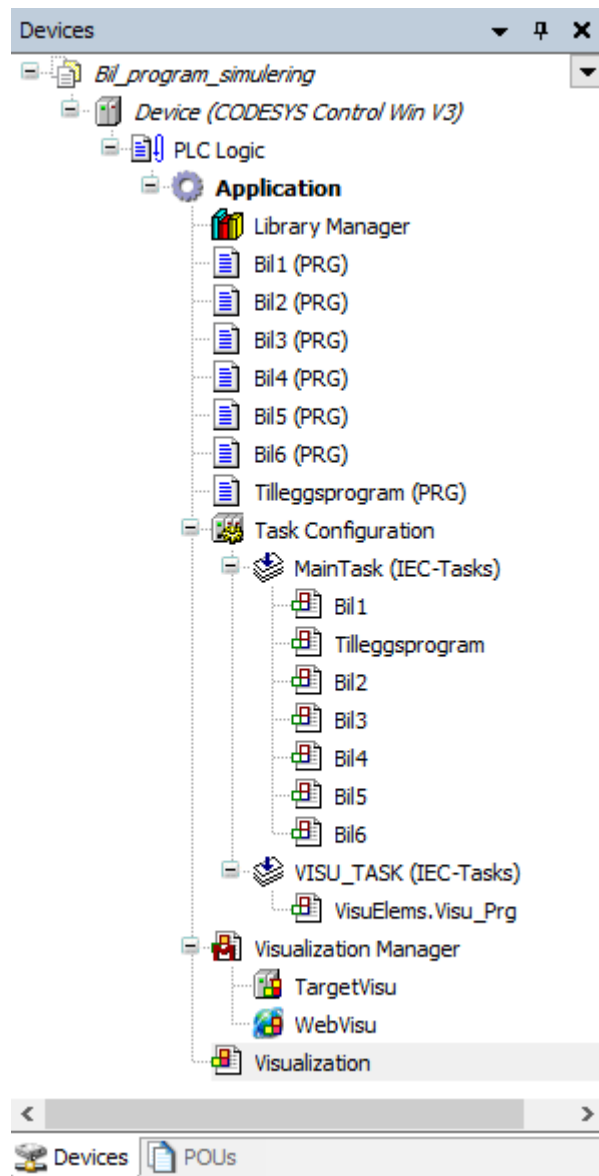 Devices
Bil_program_simulering
Device (CODESYS Control Win V3)
PLC Logic
Application
Library Manager
Bil1 (PRG)
Bil2 (PRG)
Bil3 (PRG)
Bil4 (PRG)
Bil5 (PRG)
Bil6 (PRG)
Tilleggsprogram (PRG)
Task Configuration
MainTask (IEC-Tasks)
Bil1
Tilleggsprogram
Bil2
Bil3
Bil4
Bil5
Bil6
VISU_TASK (IEC-Tasks)
VisuElems.Visu_Prg
Visualization Manager
TargetVisu
WebVisu
Visualization
Devices POUs